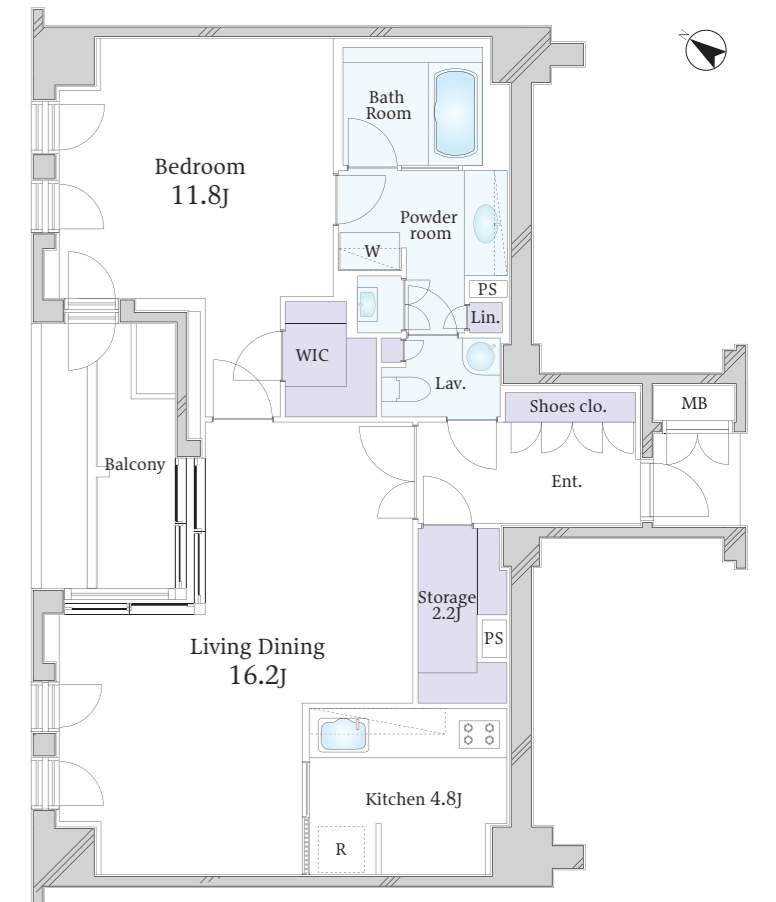 N
Bath
Room
Bedroom
11.8J
Powder
room
W
PS
Lin.
WIC
Lav.
Shoes clo.
MB
Balcony
Ent.
Storage
2.2J
PS
Living Dining
16.2J
Kitchen 4.8J
R